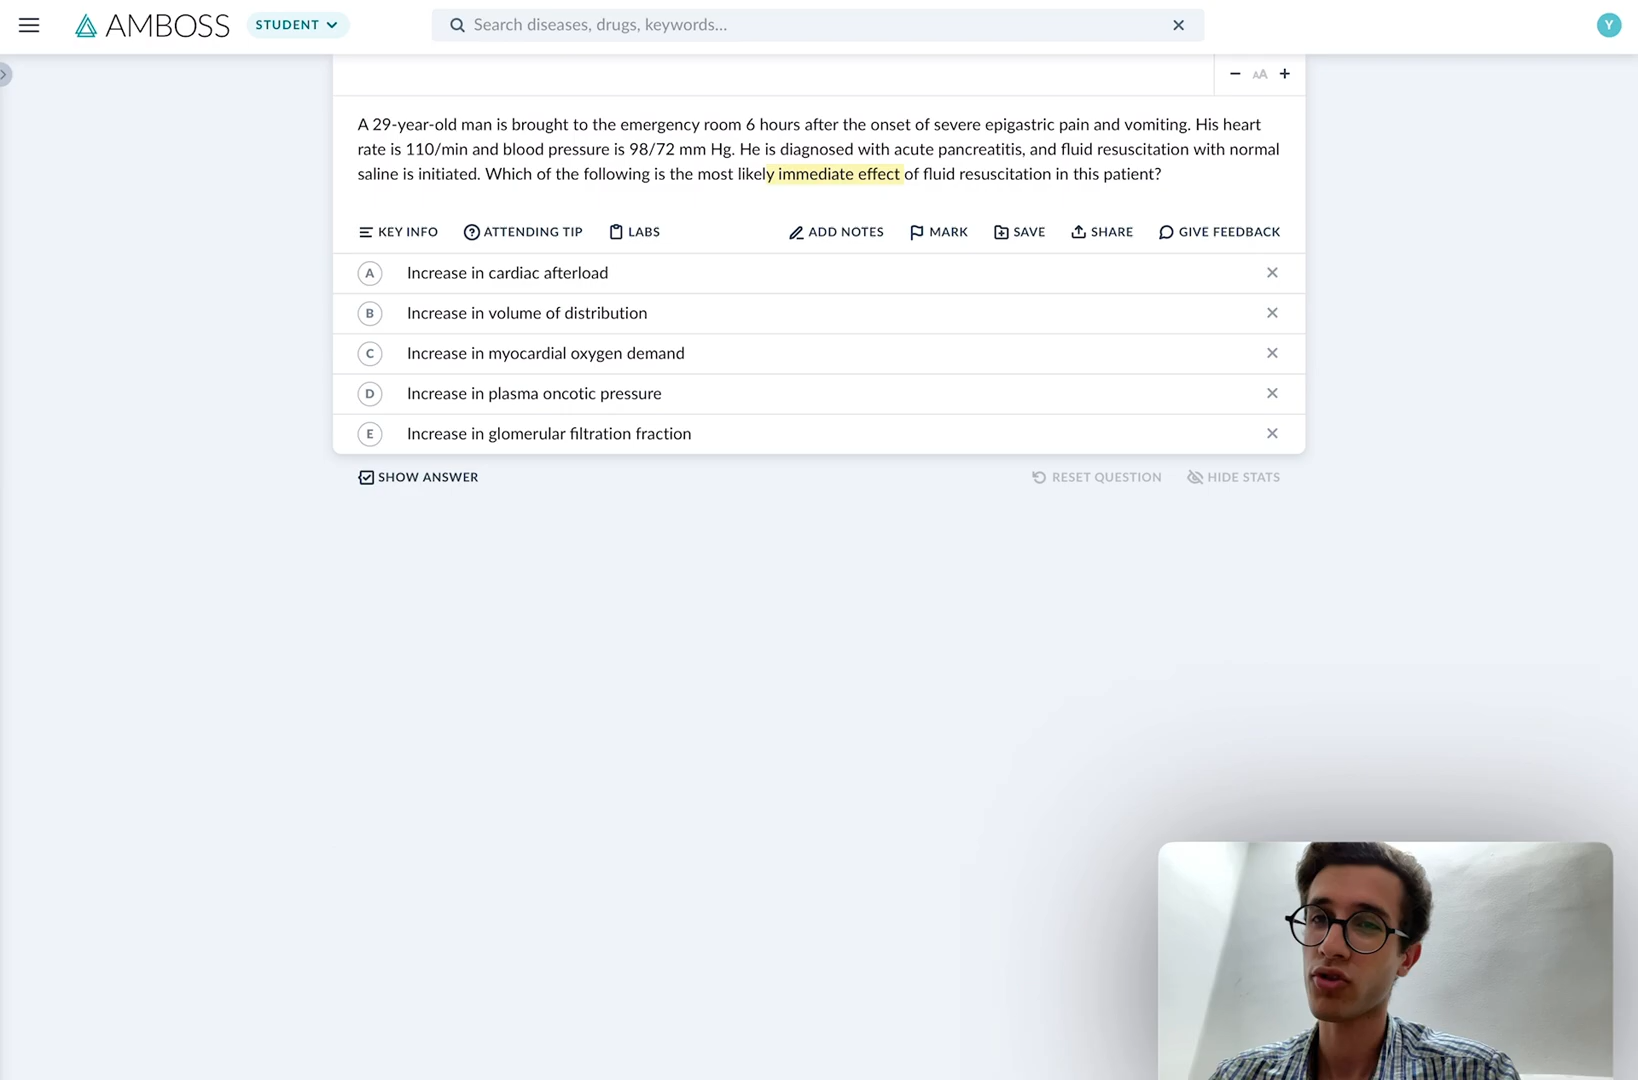 AMBOSS
STUDENT
Search diseases, drugs, keywords...
Y
AA
A 29-year-old man is brought to the emergency room 6 hours after the onset of severe epigastric pain and vomiting. His heart
rate is 110/min and blood pressure is 98/72 mm Hg. He is diagnosed with acute pancreatitis, and fluid resuscitation with normal
saline is initiated. Which of the following is the most likely immediate effect of fluid resuscitation in this patient?
KEY INFO ATTENDING TIP LABS ADD NOTES MARK SAVE SHARE GIVE FEEDBACK
A Increase in cardiac afterload
B Increase in volume of distribution
C Increase in myocardial oxygen demand
D Increase in plasma oncotic pressure
E Increase in glomerular filtration fraction
SHOW ANSWER RESET QUESTION HIDE STATS